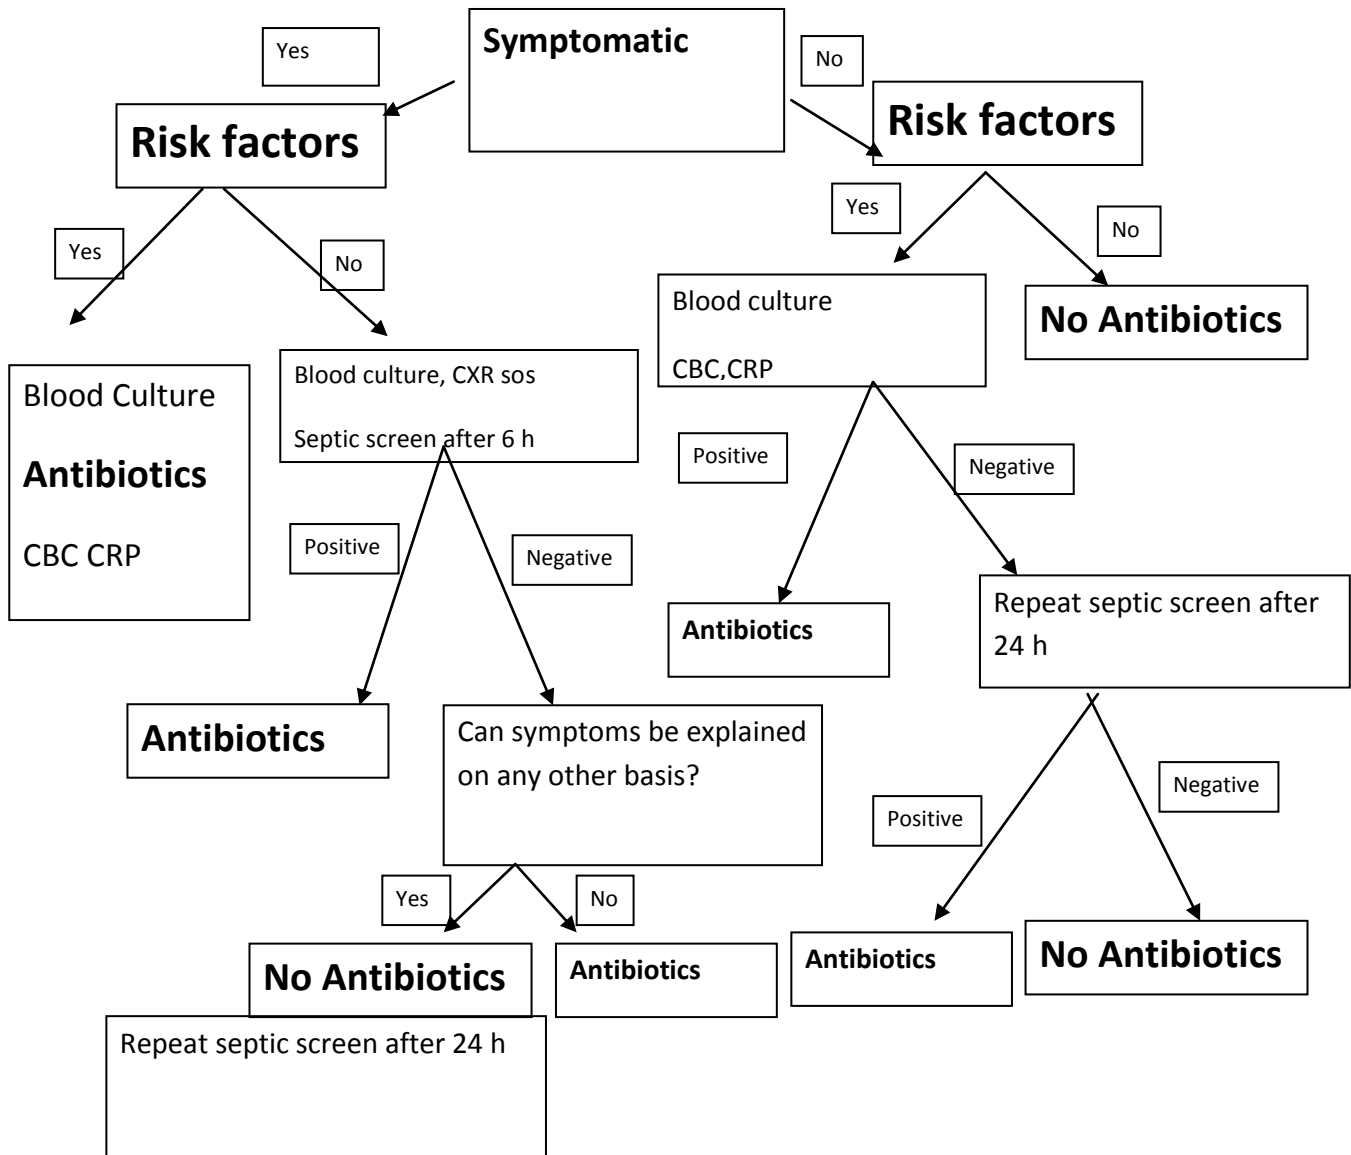 Symptomatic
Yes
No
Risk factors
Risk factors
Yes
No
Yes
No
Blood Culture
Antibiotics
CBC CRP
Blood culture, CXR sos
Septic screen after 6 h
Blood culture
CBC,CRP
No Antibiotics
Positive
Negative
Positive
Negative
Antibiotics
Can symptoms be explained
on any other basis?
Antibiotics
Repeat septic screen after
24 h
Yes
No
Positive
Negative
No Antibiotics
Antibiotics
Antibiotics
No Antibiotics
Repeat septic screen after 24 h